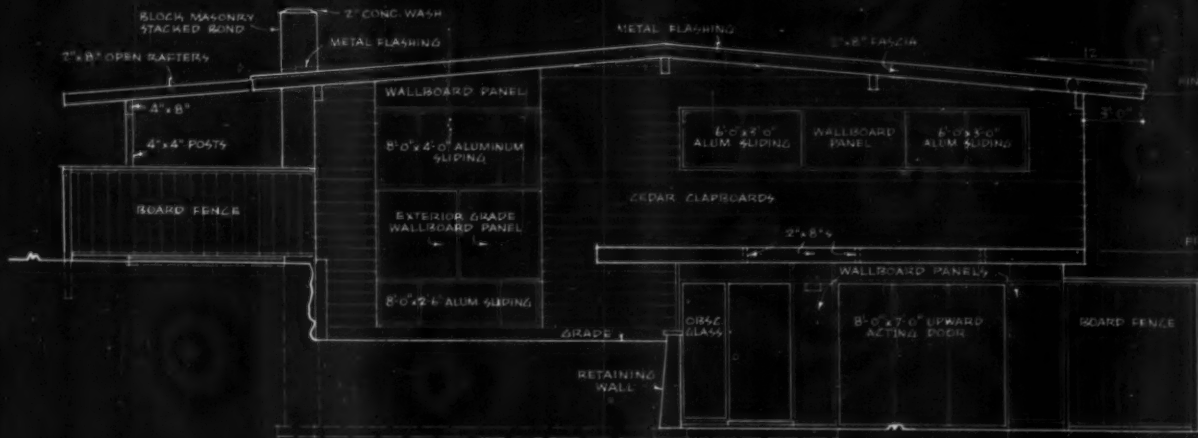 BLOCK MASONRY
STACKED BOND
2" CONC. WASH
METAL FLASHING
2"x8" OPEN RAFTERS
METAL FLASHING
2"x8" FASCIA
12
4"x8"
4"x4" POSTS
3'-0"
WALLBOARD PANEL
8'-0"x4'-0" ALUMINUM
SLIDING
6'-0"x3'-0"
ALUM SLIDING
WALLBOARD
PANEL
6'-0"x3'-0"
ALUM SLIDING
CEDAR CLAPBOARDS
BOARD FENCE
EXTERIOR GRADE
WALLBOARD PANEL
2"x8"s
WALLBOARD PANELS
8'-0"x2'-6" ALUM SLIDING
GRADE
OBSC
GLASS
8'-0"x7'-0" UPWARD
ACTING DOOR
BOARD FENCE
RETAINING
WALL